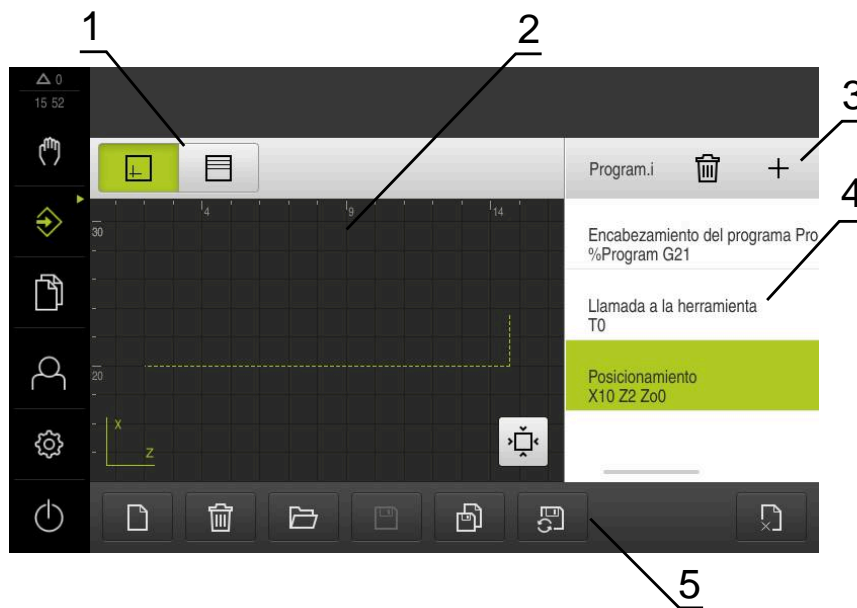 1
2
3
4
5
0
15 52
Program.i
4
9
14
30
20
X
Z
Encabezamiento del programa Pro
%Program G21
Llamada a la herramienta
T0
Posicionamiento
X10 Z2 Zo0